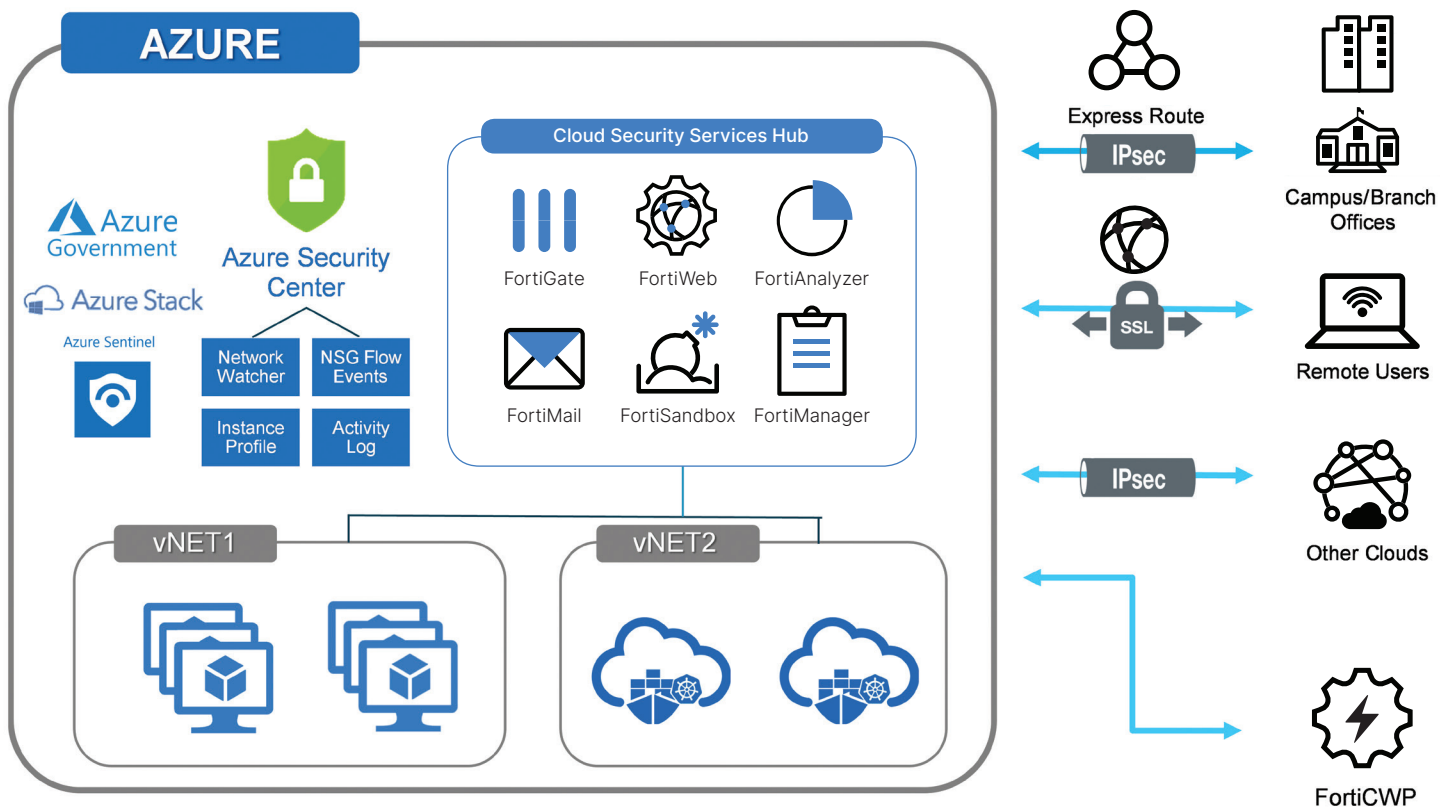 AZURE
Azure
Government
Azure Stack
Azure Sentinel
Azure Security
Center
Network
Watcher
NSG Flow
Events
Instance
Profile
Activity
Log
Cloud Security Services Hub
FortiGate
FortiWeb
FortiAnalyzer
FortiMail
FortiSandbox
FortiManager
vNET1
vNET2
Express Route
IPsec
Campus/Branch
Offices
SSL
Remote Users
IPsec
Other Clouds
FortiCWP